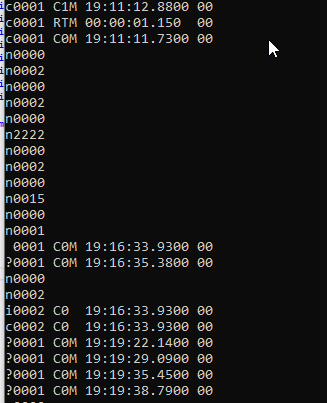 c0001 C1M 19:11:12.8800 00
c0001 RTM 00:00:01.150  00
c0001 C0M 19:11:11.7300 00
n0000
n0002
n0000
n0002
n0000
n2222
n0000
n0002
n0000
n0015
n0000
n0001
 0001 C0M 19:16:33.9300 00
?0001 C0M 19:16:35.3800 00
n0000
n0002
i0002 C0  19:16:33.9300 00
c0002 C0  19:16:33.9300 00
?0001 C0M 19:19:22.1400 00
?0001 C0M 19:19:29.0900 00
?0001 C0M 19:19:35.4500 00
?0001 C0M 19:19:38.7900 00